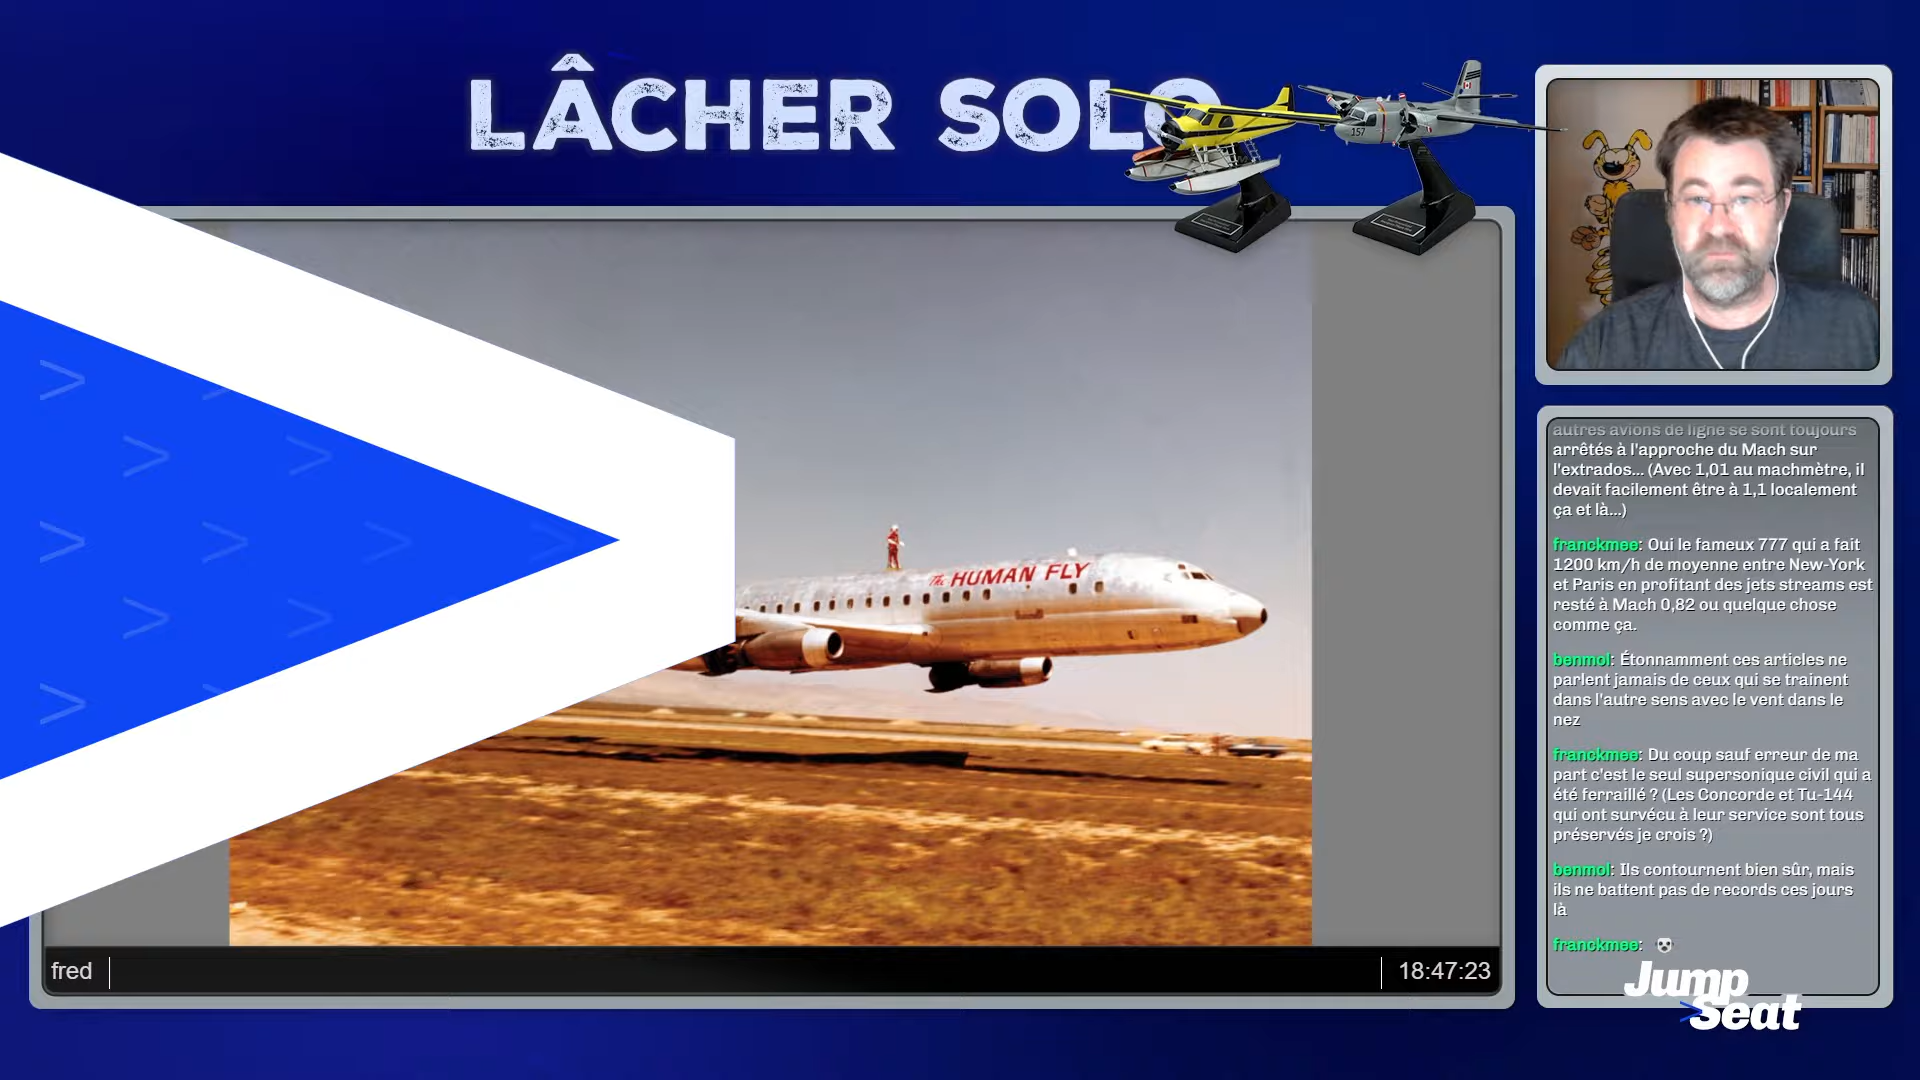 LÂCHER SOLO
157
The HUMAN FLY
autres avions de ligne se sont toujours
arrêtés à l'approche du Mach sur
l'extrados... (Avec 1,01 au machmètre, il
devait facilement être à 1,1 localement
ça et là...)
franckmee: Oui le fameux 777 qui a fait
1200 km/h de moyenne entre New-York
et Paris en profitant des jets streams est
resté à Mach 0,82 ou quelque chose
comme ça.
benmol: Étonnamment ces articles ne
parlent jamais de ceux qui se trainent
dans l'autre sens avec le vent dans le
nez
franckmee: Du coup sauf erreur de ma
part c'est le seul supersonique civil qui a
été ferraillé ? (Les Concorde et Tu-144
qui ont survécu à leur service sont tous
préservés je crois ?)
benmol: Ils contournent bien sûr, mais
ils ne battent pas de records ces jours
là
franckmee:
fred
18:47:23
Jump
Seat